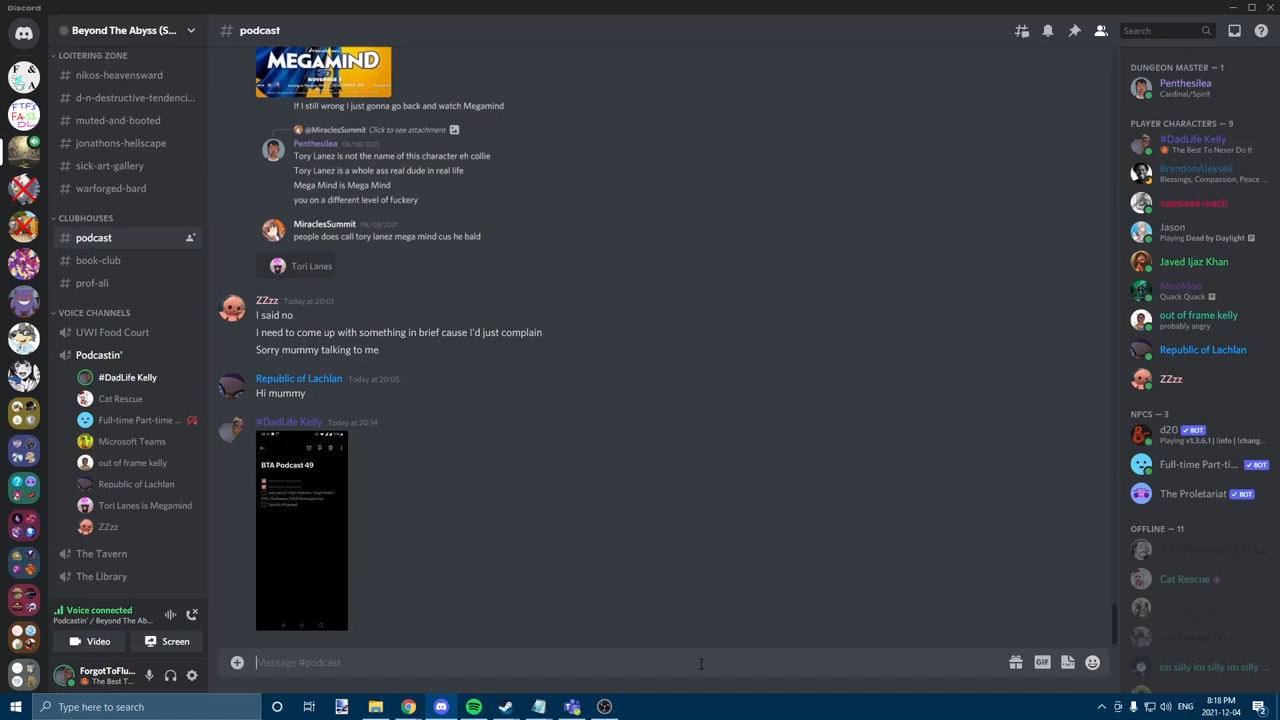 Discord
Beyond The Abyss (S...
podcast
Search
LOITERING ZONE
nikos-heavensward
d-n-destructive-tendenci...
muted-and-booted
jonathons-hellscape
sick-art-gallery
warforged-bard
CLUBHOUSES
podcast
book-club
prof-ali
VOICE CHANNELS
UWI Food Court
Podcastin'
#DadLife Kelly
Cat Rescue
Full-time Part-time ...
Microsoft Teams
out of frame kelly
Republic of Lachlan
Tori Lanes is Megamind
ZZzz
The Tavern
The Library
Voice connected
Podcastin' / Beyond The Ab...
Video
Screen
ForgotToFlu...
The Best T...
MEGAMIND
NOVEMBER 5
If I still wrong I just gonna go back and watch Megamind
@MiraclesSummit Click to see attachment
Penthesilea 08/08/2021
Tory Lanez is not the name of this character eh collie
Tory Lanez is a whole ass real dude in real life
Mega Mind is Mega Mind
you on a different level of fuckery
MiraclesSummit 08/08/2021
people does call tory lanez mega mind cus he bald
Tori Lanes
ZZzz Today at 20:01
I said no
I need to come up with something in brief cause I'd just complain
Sorry mummy talking to me
Republic of Lachlan Today at 20:05
Hi mummy
#DadLife Kelly Today at 20:14
BTA Podcast 49
Spotify Wrapped
Message #podcast
GIF
DUNGEON MASTER — 1
Penthesilea
Cardinal/Spirit
PLAYER CHARACTERS — 9
#DadLife Kelly
The Best To Never Do It
BrendonAlekseii
Blessings, Compassion, Peace ...
capsized roach
Jason
Playing Dead by Daylight
Javed Ijaz Khan
MooMoo
Quack Quack
out of frame kelly
probably angry
Republic of Lachlan
ZZzz
NPCS — 3
d20 BOT
Playing v1.3.6.1 | !info | !chang...
Full-time Part-ti... BOT
The Proletariat BOT
OFFLINE — 11
Cat Rescue
im silly im silly im silly ...
Type here to search
ENG
8:18 PM
2021-12-04
2